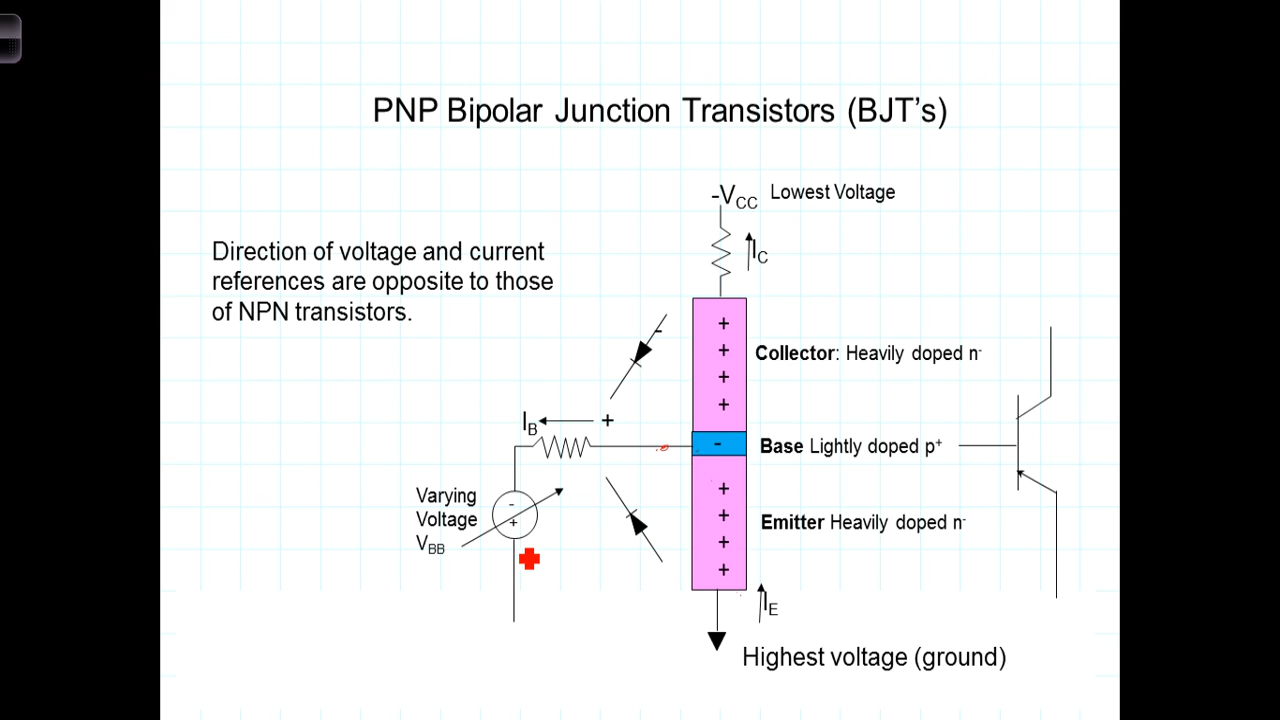 PNP Bipolar Junction Transistors (BJT’s)
-VCC Lowest Voltage
IC
Direction of voltage and current
references are opposite to those
of NPN transistors.
-
+
+
+
+
Collector: Heavily doped n-
IB
+
-
Base Lightly doped p+
Varying
Voltage
VBB
-
+
+
+
+
+
Emitter Heavily doped n-
IE
Highest voltage (ground)